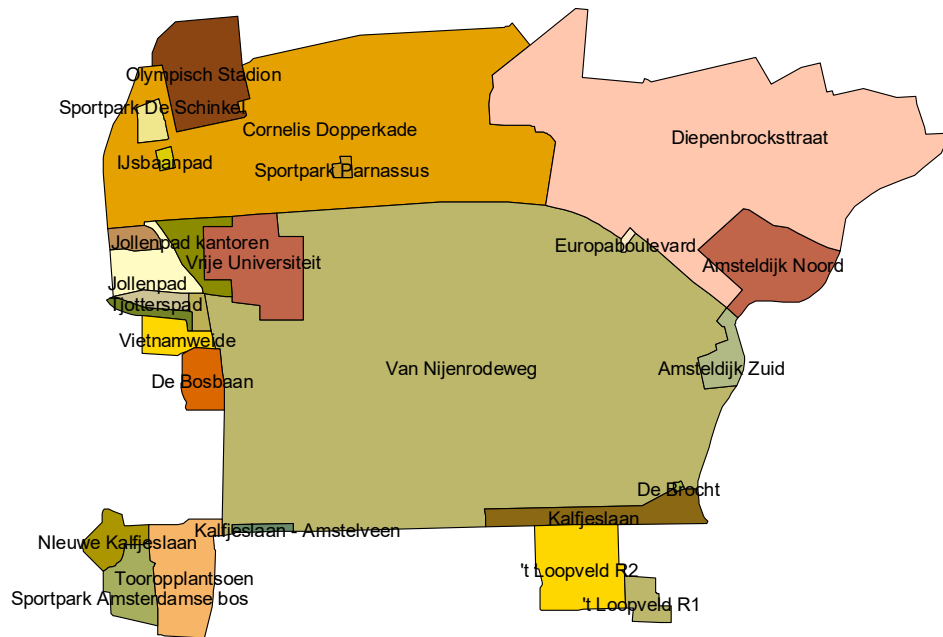 Olympisch Stadion
Sportpark De Schinkel
Cornelis Dopperkade
Diepenbrocksttraat
IJsbaanpad
Sportpark Parnassus
Jollenpad kantoren
Europaboulevard
Vrije Universiteit
Amsteldijk Noord
Jollenpad
Tjotterspad
Vietnamweide
Van Nijenrodeweg
Amsteldijk Zuid
De Bosbaan
De Brocht
Kalfjeslaan
Kalfjeslaan - Amstelveen
NIeuwe Kalfjeslaan
Tooropplantsoen
't Loopveld R2
Sportpark Amsterdamse bos
't Loopveld R1